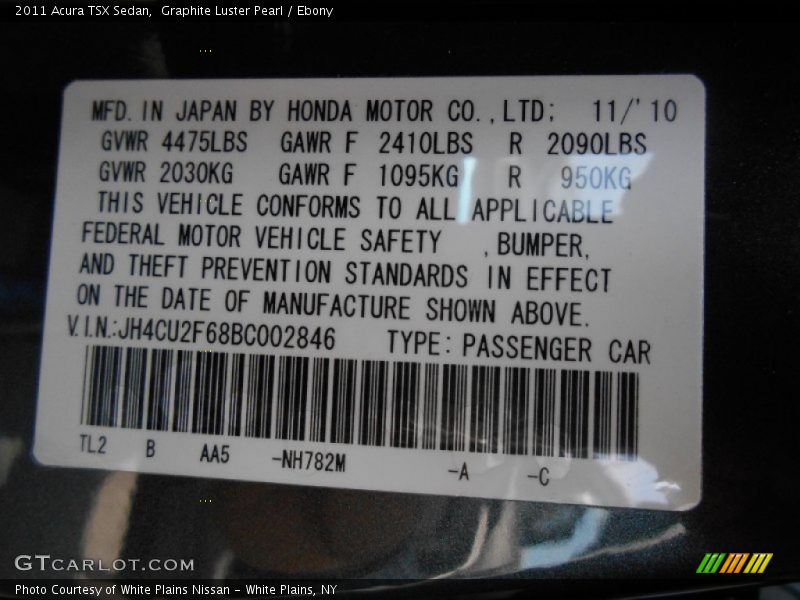 2011 Acura TSX Sedan,  Graphite Luster Pearl / Ebony
MFD. IN JAPAN BY HONDA MOTOR CO.,LTD; 11/'10
GVWR 4475LBS GAWR F 2410LBS R 2090LBS
GVWR 2030KG GAWR F 1095KG R 950KG
THIS VEHICLE CONFORMS TO ALL APPLICABLE
FEDERAL MOTOR VEHICLE SAFETY ,BUMPER,
AND THEFT PREVENTION STANDARDS IN EFFECT
ON THE DATE OF MANUFACTURE SHOWN ABOVE.
V.I.N.:JH4CU2F68BC002846 TYPE: PASSENGER CAR
TL2 B AA5 -NH782M -A -C
GTCARLOT.COM
Photo Courtesy of White Plains Nissan - White Plains, NY